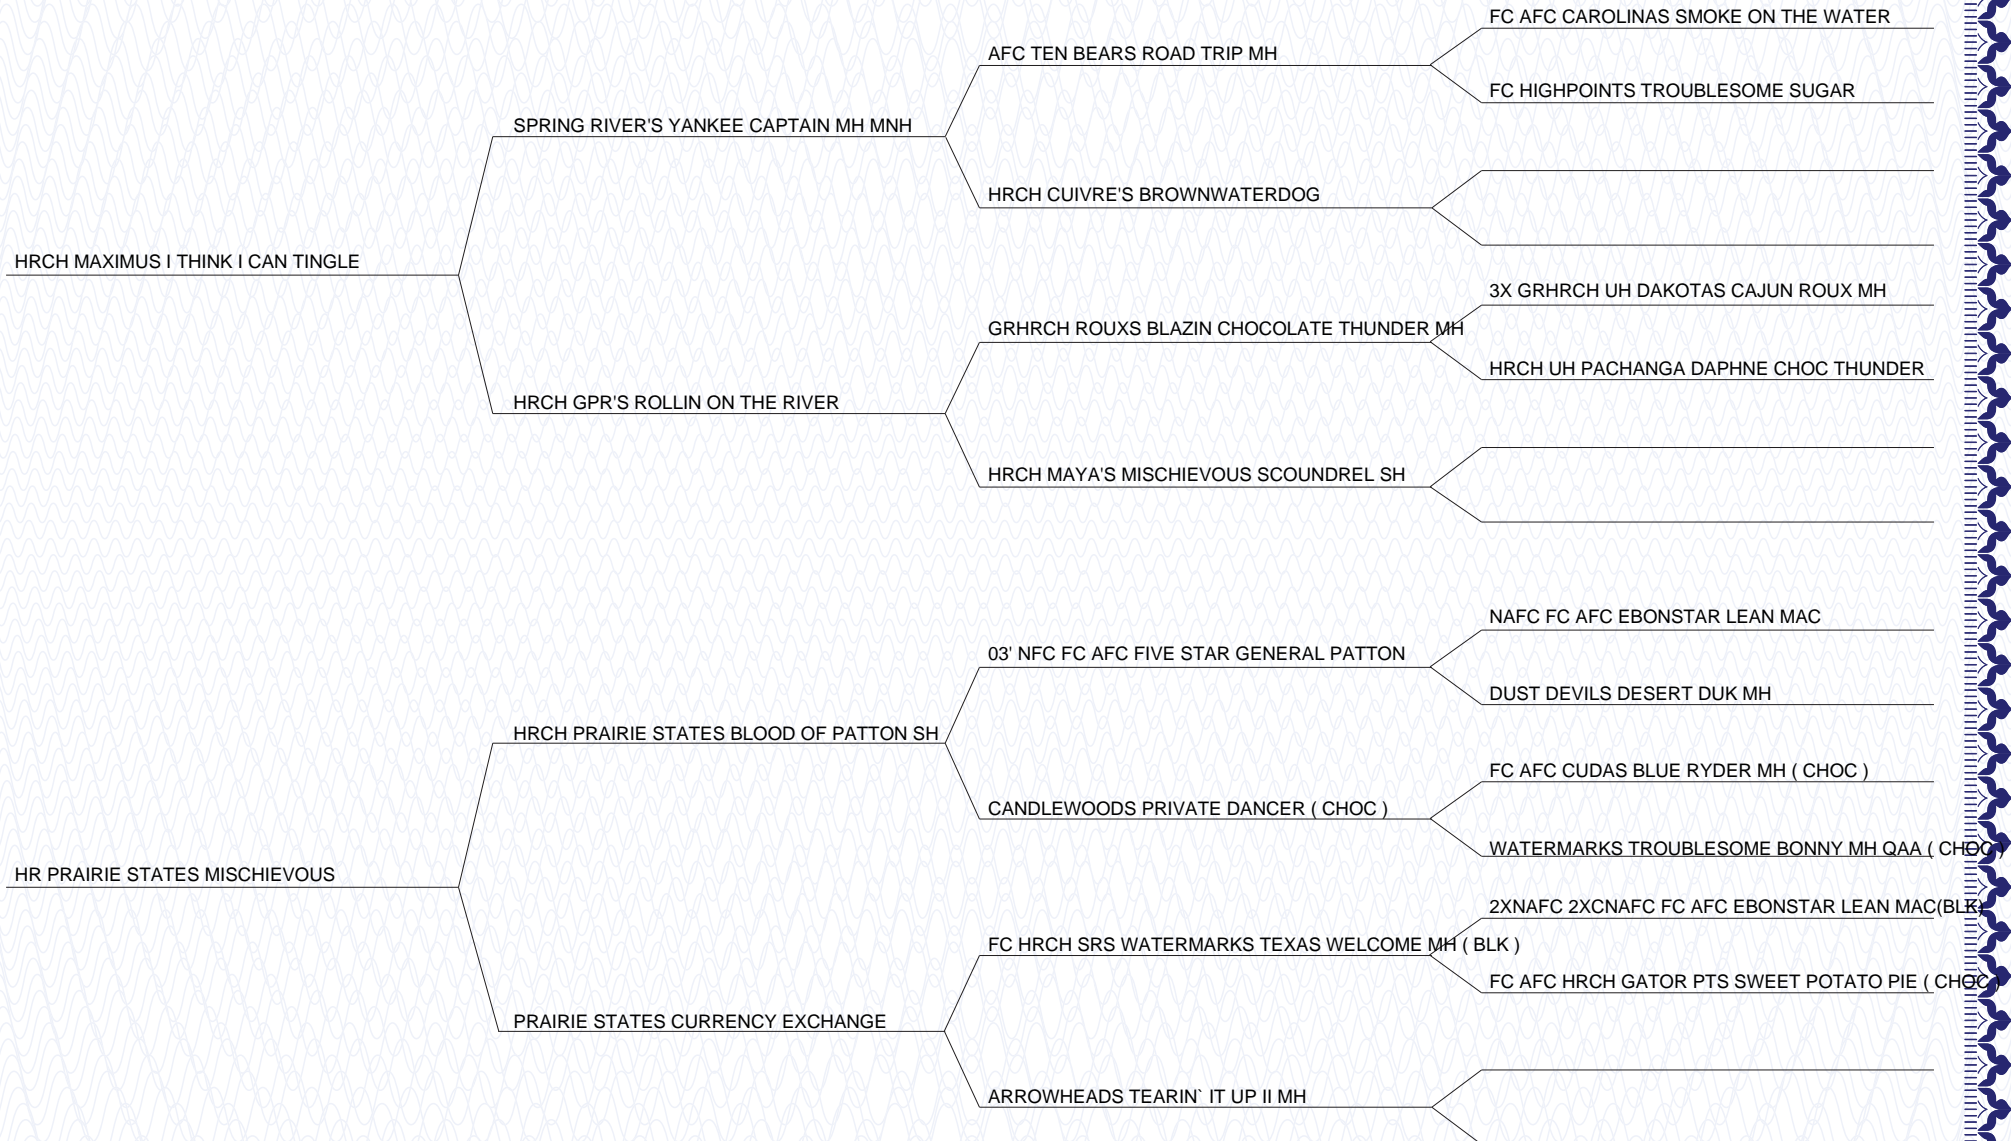 FC AFC CAROLINAS SMOKE ON THE WATER
AFC TEN BEARS ROAD TRIP MH
FC HIGHPOINTS TROUBLESOME SUGAR
SPRING RIVER'S YANKEE CAPTAIN MH MNH
HRCH CUIVRE'S BROWNWATERDOG
HRCH MAXIMUS I THINK I CAN TINGLE
3X GRHRCH UH DAKOTAS CAJUN ROUX MH
GRHRCH ROUXS BLAZIN CHOCOLATE THUNDER MH
HRCH UH PACHANGA DAPHNE CHOC THUNDER
HRCH GPR'S ROLLIN ON THE RIVER
HRCH MAYA'S MISCHIEVOUS SCOUNDREL SH
NAFC FC AFC EBONSTAR LEAN MAC
03' NFC FC AFC FIVE STAR GENERAL PATTON
DUST DEVILS DESERT DUK MH
HRCH PRAIRIE STATES BLOOD OF PATTON SH
FC AFC CUDAS BLUE RYDER MH ( CHOC )
CANDLEWOODS PRIVATE DANCER ( CHOC )
WATERMARKS TROUBLESOME BONNY MH QAA ( CHOC )
HR PRAIRIE STATES MISCHIEVOUS
2XNAFC 2XCNAFC FC AFC EBONSTAR LEAN MAC(BLK)
FC HRCH SRS WATERMARKS TEXAS WELCOME MH ( BLK )
FC AFC HRCH GATOR PTS SWEET POTATO PIE ( CHOC )
PRAIRIE STATES CURRENCY EXCHANGE
ARROWHEADS TEARIN` IT UP II MH